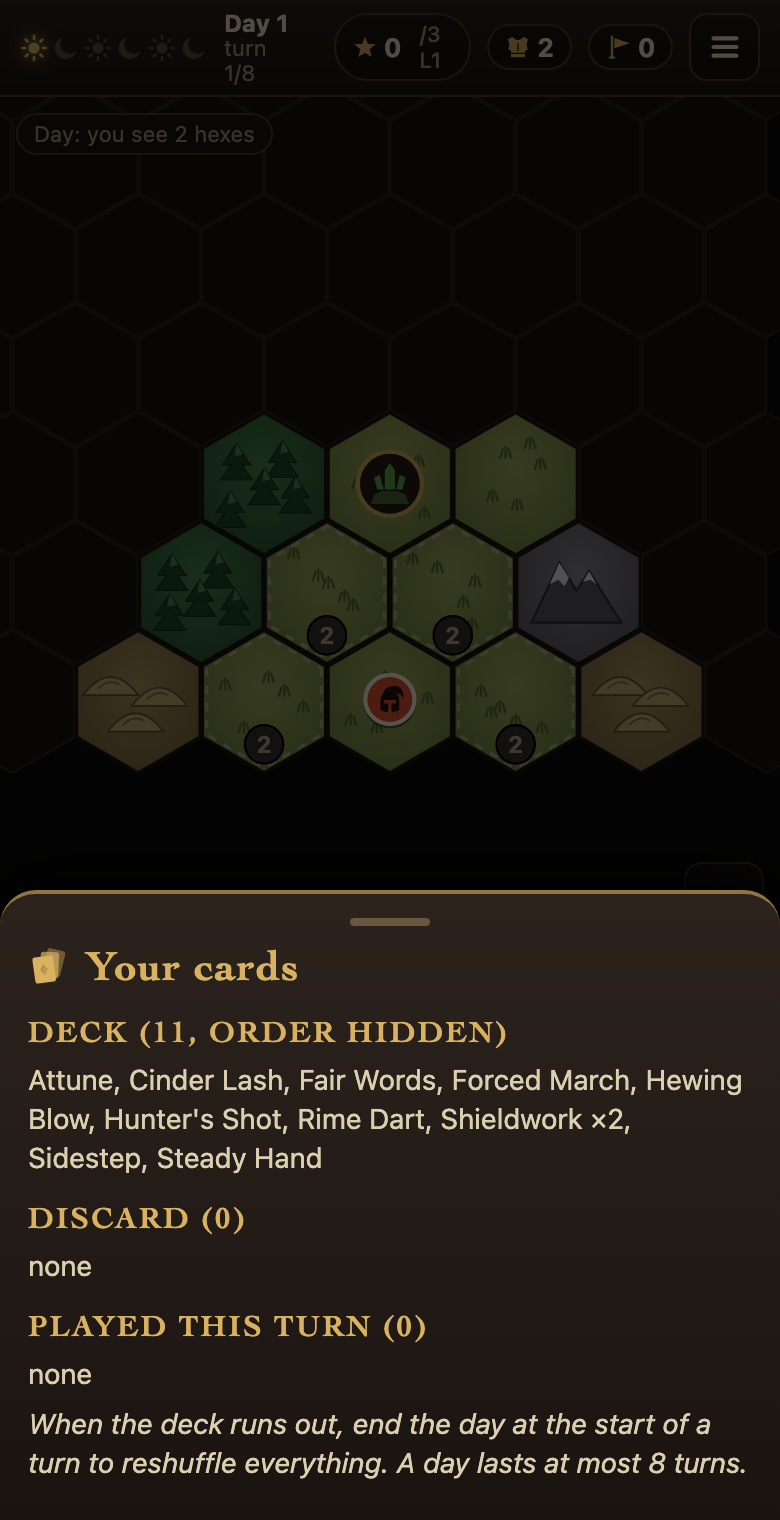 Day 1
turn
1/8
0
/3
L1
2
0
Day: you see 2 hexes
2
2
2
2
Your cards
DECK (11, ORDER HIDDEN)
Attune, Cinder Lash, Fair Words, Forced March, Hewing
Blow, Hunter's Shot, Rime Dart, Shieldwork ×2,
Sidestep, Steady Hand
DISCARD (0)
none
PLAYED THIS TURN (0)
none
When the deck runs out, end the day at the start of a
turn to reshuffle everything. A day lasts at most 8 turns.